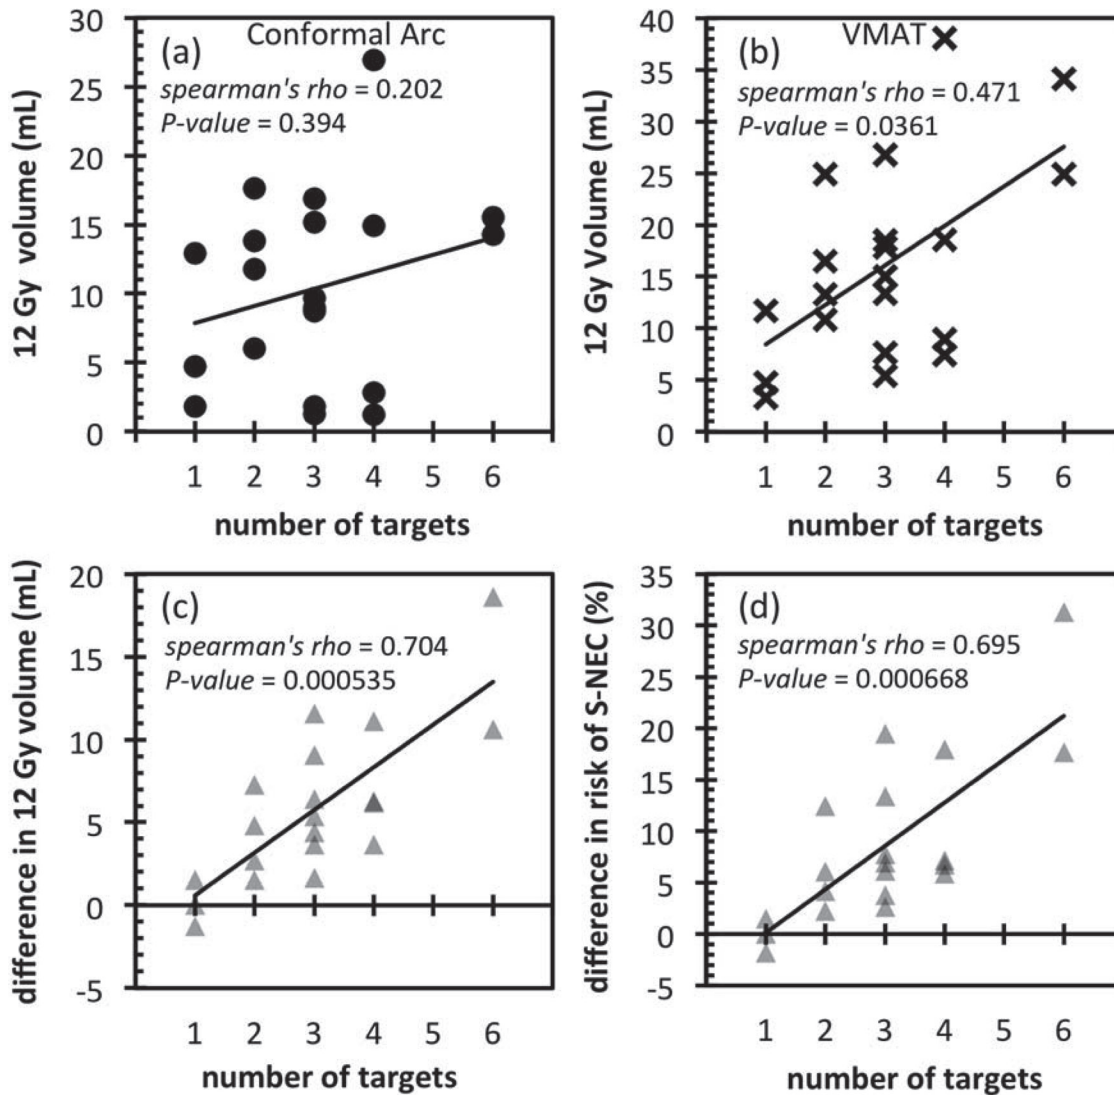 (a) Conformal Arc
spearman's rho = 0.202
P-value = 0.394
12 Gy volume (mL)
30
25
20
15
10
5
0
1 2 3 4 5 6
number of targets
(b) VMAT
spearman's rho = 0.471
P-value = 0.0361
12 Gy Volume (mL)
40
35
30
25
20
15
10
5
0
1 2 3 4 5 6
number of targets
(c)
spearman's rho = 0.704
P-value = 0.000535
difference in 12 Gy volume (mL)
20
15
10
5
0
-5
1 2 3 4 5 6
number of targets
(d)
spearman's rho = 0.695
P-value = 0.000668
difference in risk of S-NEC (%)
35
30
25
20
15
10
5
0
-5
1 2 3 4 5 6
number of targets